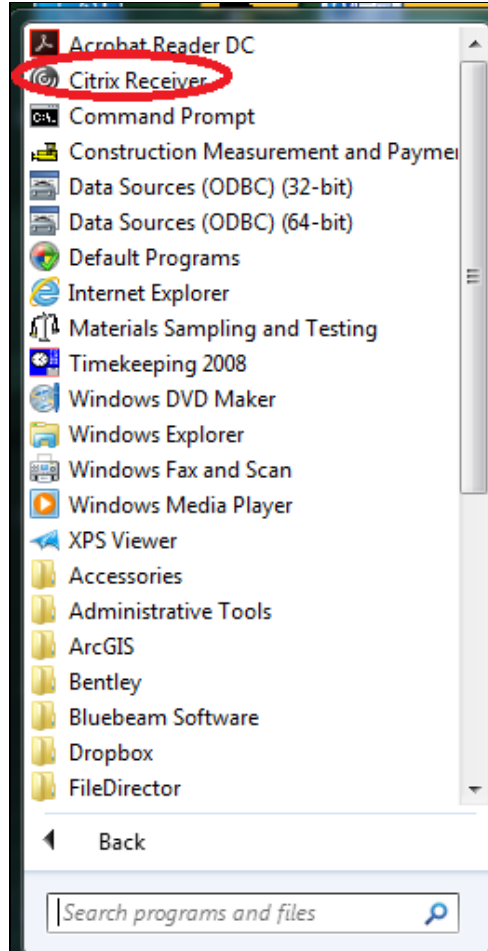 Acrobat Reader DC
Citrix Receiver
Command Prompt
Construction Measurement and Paymen
Data Sources (ODBC) (32-bit)
Data Sources (ODBC) (64-bit)
Default Programs
Internet Explorer
Materials Sampling and Testing
Timekeeping 2008
Windows DVD Maker
Windows Explorer
Windows Fax and Scan
Windows Media Player
XPS Viewer
Accessories
Administrative Tools
ArcGIS
Bentley
Bluebeam Software
Dropbox
FileDirector
Back
Search programs and files